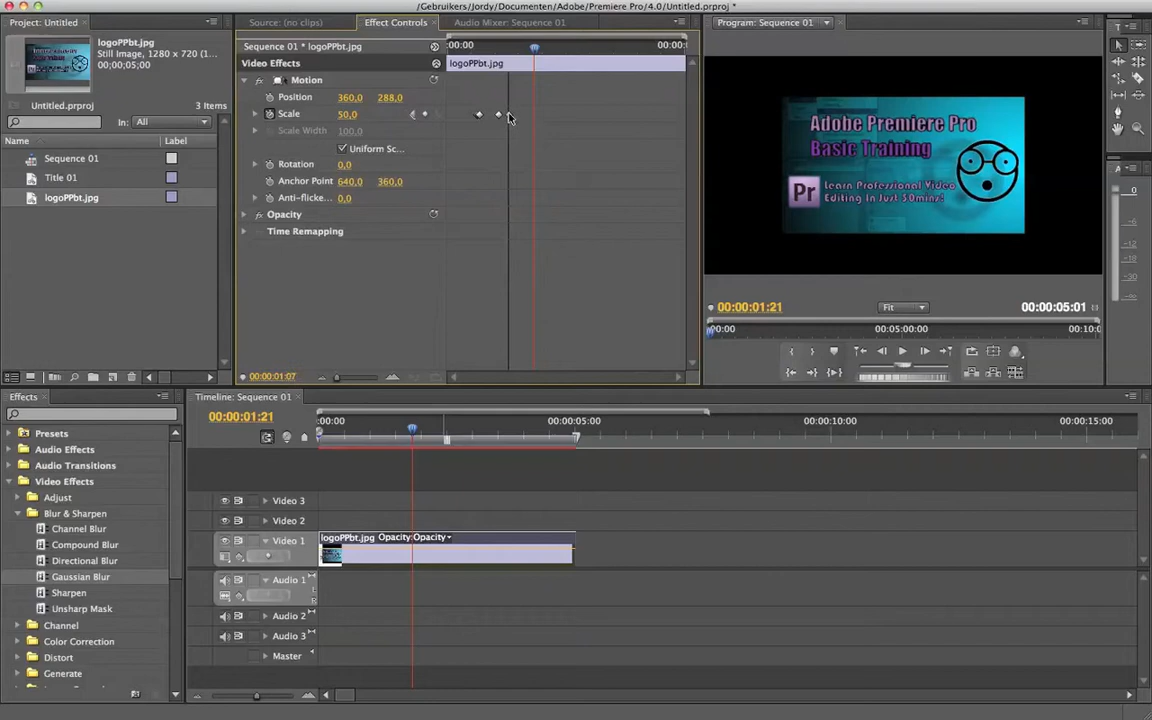 /Gebruikers/Jordy/Documenten/Adobe/Premiere Pro/4.0/Untitled.prproj *
Project: Untitled
logoPPbt.jpg
Still Image, 1280 x 720 (1,0)
00;00;05;00
Untitled.prproj
3 Items
In: All
Name
Label
Sequence 01
Title 01
logoPPbt.jpg
Source: (no clips)
Effect Controls
Audio Mixer: Sequence 01
Sequence 01 * logoPPbt.jpg
:00:00
00:00:
Video Effects
logoPPbt.jpg
Motion
Position 360,0 288,0
Scale 50,0
Scale Width 100,0
Uniform Sc...
Rotation 0,0
Anchor Point 640,0 360,0
Anti-flicke... 0,0
Opacity
Time Remapping
00:00:01:07
Program: Sequence 01
Adobe Premiere Pro
Basic Training
Pr
Learn Professional Video
Editing In Just 50mins!
00:00:01:21
Fit
00:00:05:01
00:00
00:05:00:00
00:10:0
T
0
Effects
Presets
Audio Effects
Audio Transitions
Video Effects
Adjust
Blur & Sharpen
Channel Blur
Compound Blur
Directional Blur
Gaussian Blur
Sharpen
Unsharp Mask
Channel
Color Correction
Distort
Generate
Timeline: Sequence 01
00:00:01:21
:00:00
00:00:05:00
00:00:10:00
00:00:15:00
Video 3
Video 2
Video 1
logoPPbt.jpg Opacity:Opacity
Audio 1
Audio 2
Audio 3
Master